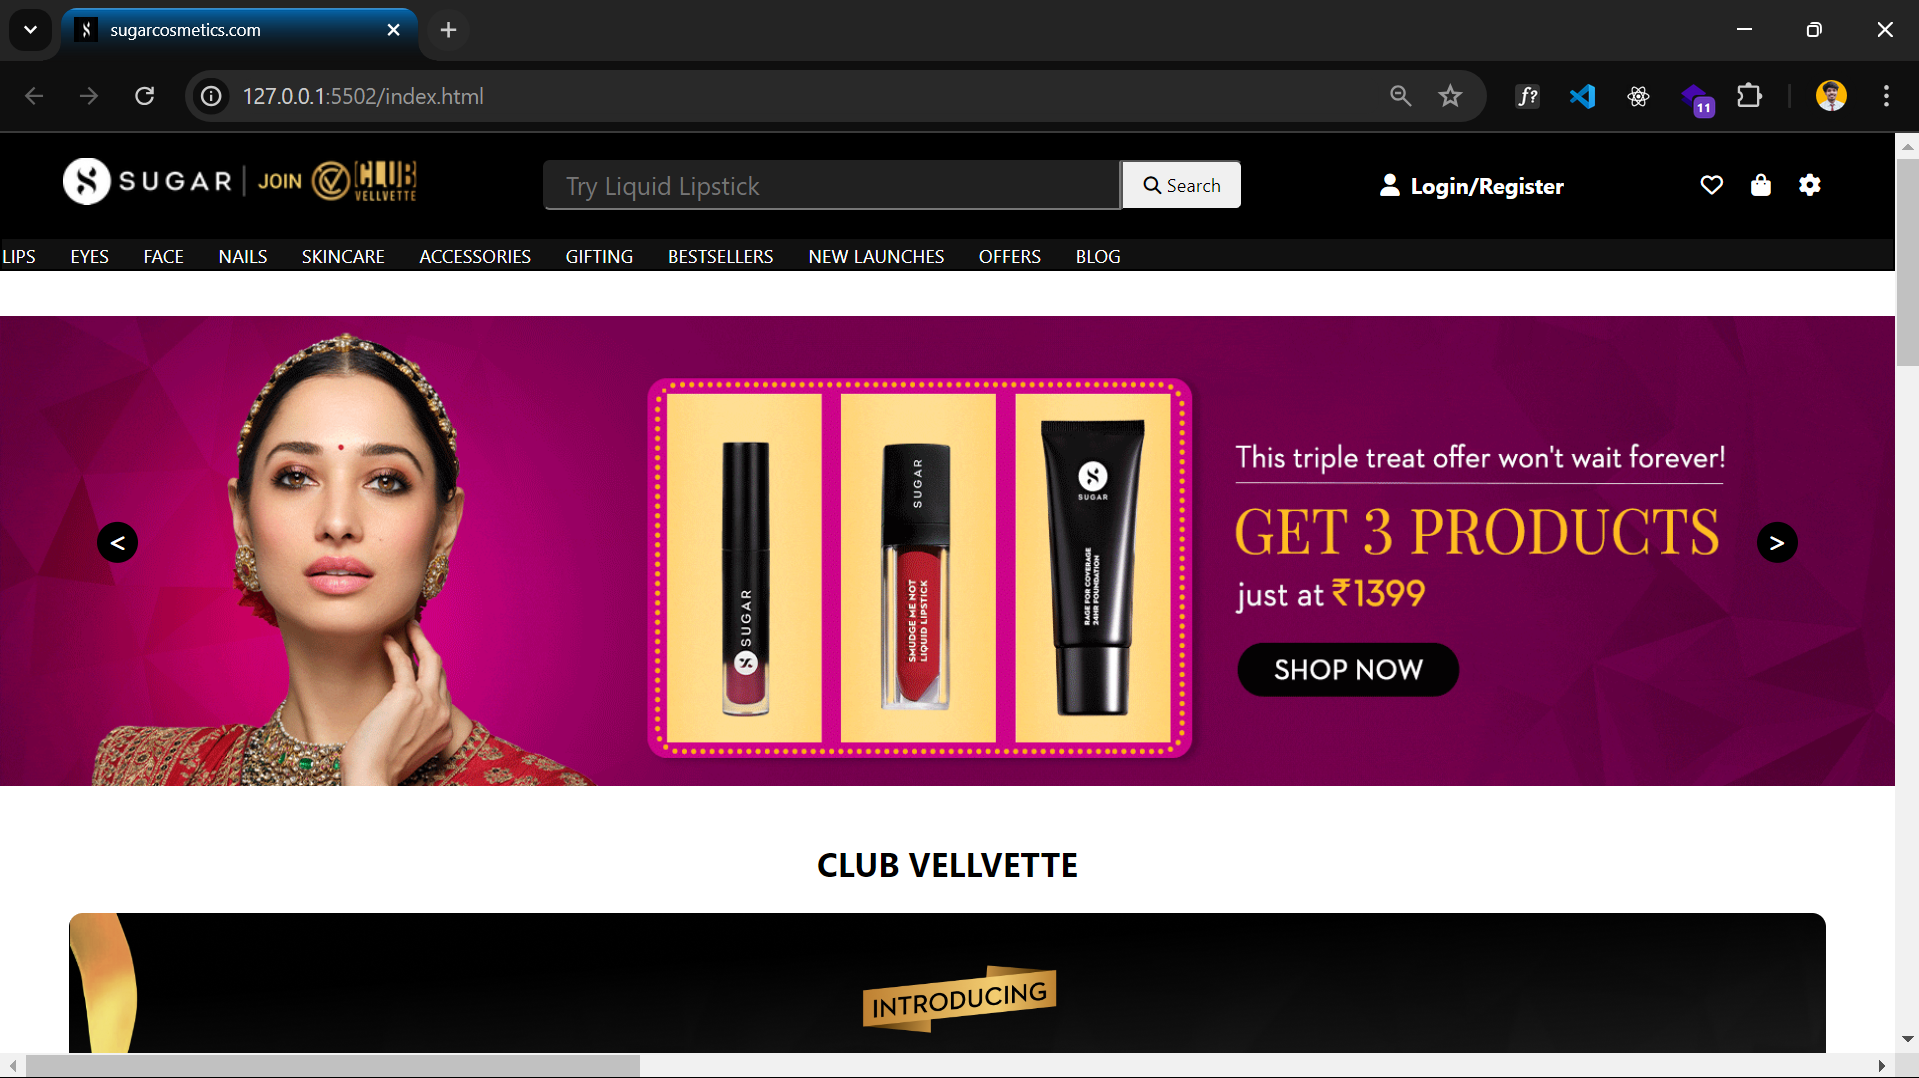 sugarcosmetics.com
127.0.0.1:5502/index.html
f?
11
SUGAR | JOIN CLUB VELLVETTE
Try Liquid Lipstick
Search
Login/Register
LIPS EYES FACE NAILS SKINCARE ACCESSORIES GIFTING BESTSELLERS NEW LAUNCHES OFFERS BLOG
<
SUGAR
SUGAR
SMUDGE ME NOT
LIQUID LIPSTICK
SUGAR
RAGE FOR COVERAGE
24HR FOUNDATION
This triple treat offer won't wait forever!
GET 3 PRODUCTS
just at ₹1399
SHOP NOW
>
CLUB VELLVETTE
INTRODUCING